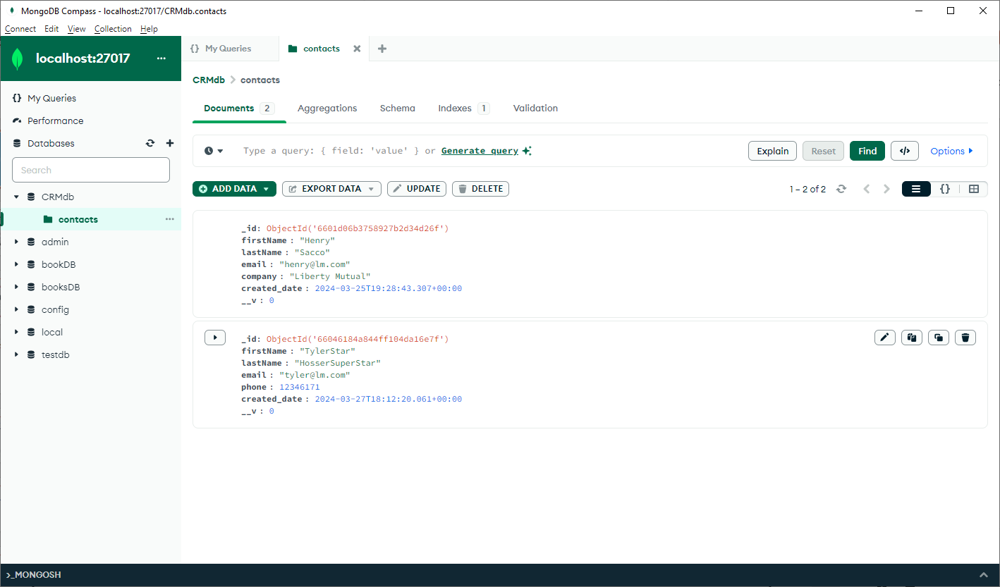 MongoDB Compass - localhost:27017/CRMdb.contacts
Connect Edit View Collection Help
localhost:27017 ...
{} My Queries
contacts
My Queries
Performance
Databases
Search
CRMdb
contacts
admin
bookDB
booksDB
config
local
testdb
CRMdb > contacts
Documents 2 Aggregations Schema Indexes 1 Validation
Type a query: { field: 'value' } or Generate query
Explain Reset Find </> Options
ADD DATA EXPORT DATA UPDATE DELETE
1 – 2 of 2
{}
_id: ObjectId('6601d06b3758927b2d34d26f')
firstName : "Henry"
lastName : "Sacco"
email : "henry@lm.com"
company : "Liberty Mutual"
created_date : 2024-03-25T19:28:43.307+00:00
__v : 0
_id: ObjectId('66046184a844ff104da16e7f')
firstName : "TylerStar"
lastName : "HosserSuperStar"
email : "tyler@lm.com"
phone : 12346171
created_date : 2024-03-27T18:12:20.061+00:00
__v : 0
>_MONGOSH